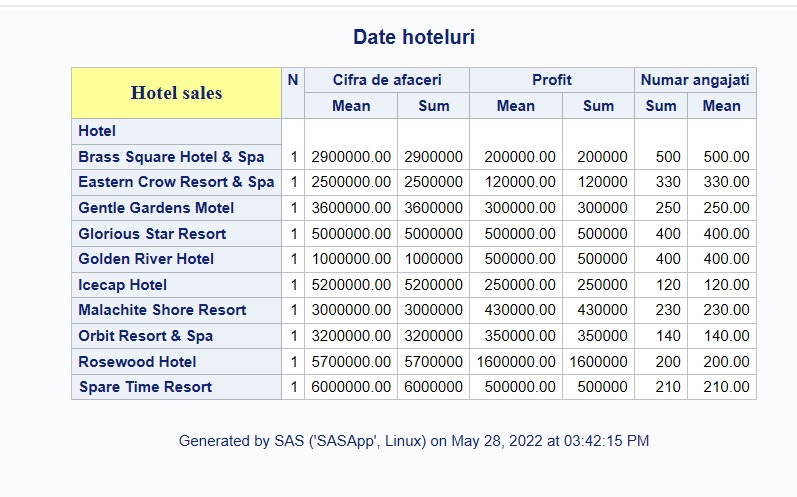 Date hoteluri
Hotel sales N Cifra de afaceri Profit Numar angajati
Mean Sum Mean Sum Sum Mean
Hotel
Brass Square Hotel & Spa 1 2900000.00 2900000 200000.00 200000 500 500.00
Eastern Crow Resort & Spa 1 2500000.00 2500000 120000.00 120000 330 330.00
Gentle Gardens Motel 1 3600000.00 3600000 300000.00 300000 250 250.00
Glorious Star Resort 1 5000000.00 5000000 500000.00 500000 400 400.00
Golden River Hotel 1 1000000.00 1000000 500000.00 500000 400 400.00
Icecap Hotel 1 5200000.00 5200000 250000.00 250000 120 120.00
Malachite Shore Resort 1 3000000.00 3000000 430000.00 430000 230 230.00
Orbit Resort & Spa 1 3200000.00 3200000 350000.00 350000 140 140.00
Rosewood Hotel 1 5700000.00 5700000 1600000.00 1600000 200 200.00
Spare Time Resort 1 6000000.00 6000000 500000.00 500000 210 210.00
Generated by SAS ('SASApp', Linux) on May 28, 2022 at 03:42:15 PM